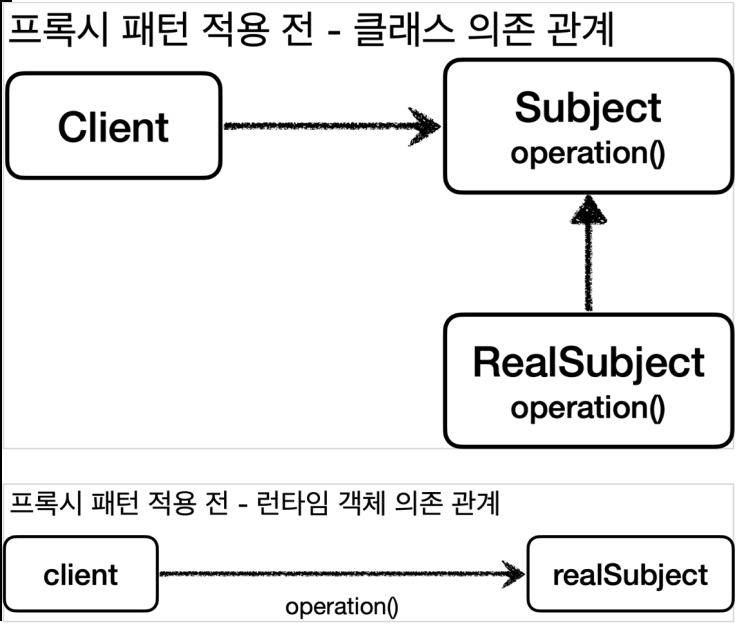 프록시 패턴 적용 전 - 클래스 의존 관계
Client
Subject
operation()
RealSubject
operation()
프록시 패턴 적용 전 - 런타임 객체 의존 관계
client
realSubject
operation()